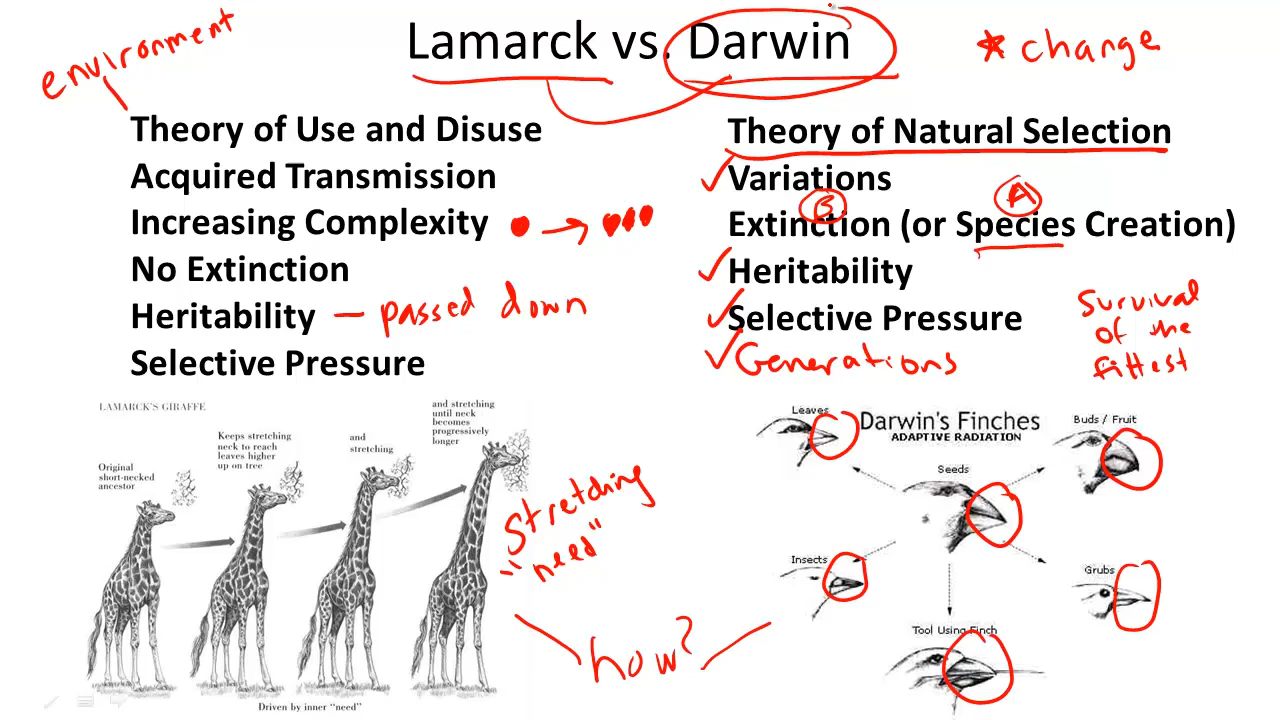 environment
Lamarck vs. Darwin
* change
Theory of Use and Disuse
Acquired Transmission
Increasing Complexity
No Extinction
Heritability — passed down
Selective Pressure
Theory of Natural Selection
Variations
B
A
Extinction (or Species Creation)
Heritability
Selective Pressure
Generations
Survival
of the
fittest
LAMARCK'S GIRAFFE
Original
short-necked
ancestor
Keeps stretching
neck to reach
leaves higher
up on tree
and
stretching
and stretching
until neck
becomes
progressively
longer
Driven by inner "need"
Stretching
"need"
how?
Darwin's Finches
ADAPTIVE RADIATION
Leaves
Buds / Fruit
Seeds
Insects
Grubs
Tool Using Finch